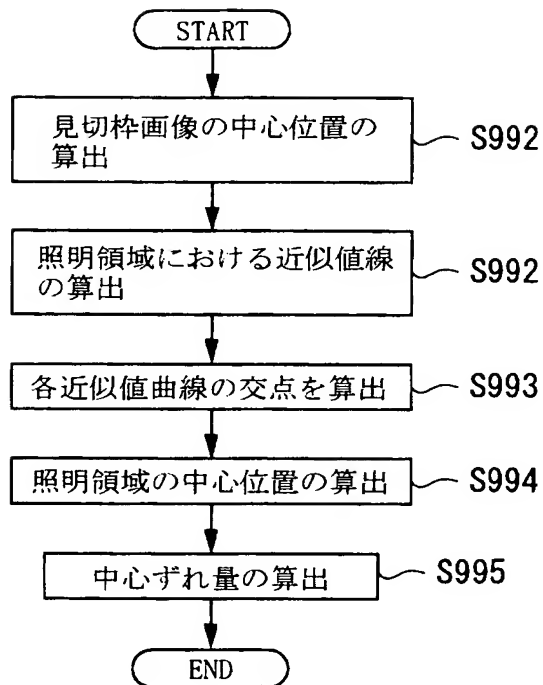 START
見切枠画像の中心位置の
算出
S992
照明領域における近似値線
の算出
S992
各近似値曲線の交点を算出
S993
照明領域の中心位置の算出
S994
中心ずれ量の算出
S995
END